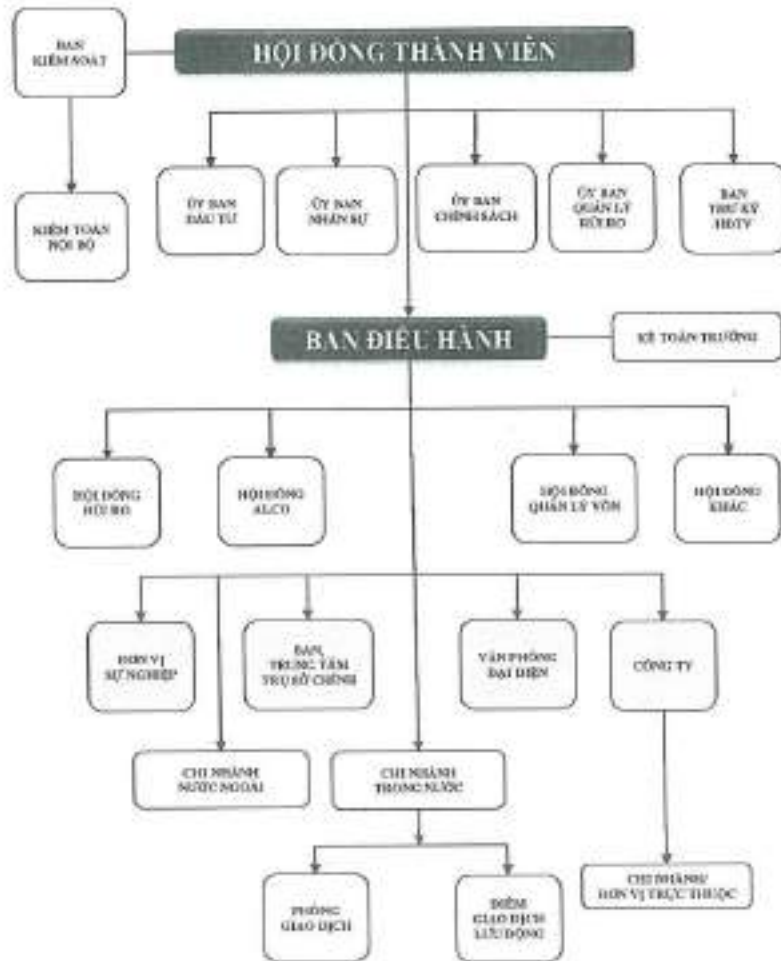 BAN
KIỂM SOÁT
HỘI ĐỒNG THÀNH VIÊN
KIỂM TOÁN
NỘI BỘ
ỦY BAN
ĐẦU TƯ
ỦY BAN
NHÂN SỰ
ỦY BAN
CHÍNH SÁCH
ỦY BAN
QUẢN LÝ
RỦI RO
BAN
THƯ KÝ
HĐTV
BAN ĐIỀU HÀNH
KẾ TOÁN TRƯỞNG
HỘI ĐỒNG
RỦI RO
HỘI ĐỒNG
ALCO
HỘI ĐỒNG
QUẢN LÝ VỐN
HỘI ĐỒNG
KHÁC
ĐƠN VỊ
SỰ NGHIỆP
BAN,
TRUNG TÂM
TRỤ SỞ CHÍNH
VĂN PHÒNG
ĐẠI DIỆN
CÔNG TY
CHI NHÁNH
NƯỚC NGOÀI
CHI NHÁNH
TRONG NƯỚC
PHÒNG
GIAO DỊCH
ĐIỂM
GIAO DỊCH
LƯU ĐỘNG
CHI NHÁNH/
ĐƠN VỊ TRỰC THUỘC